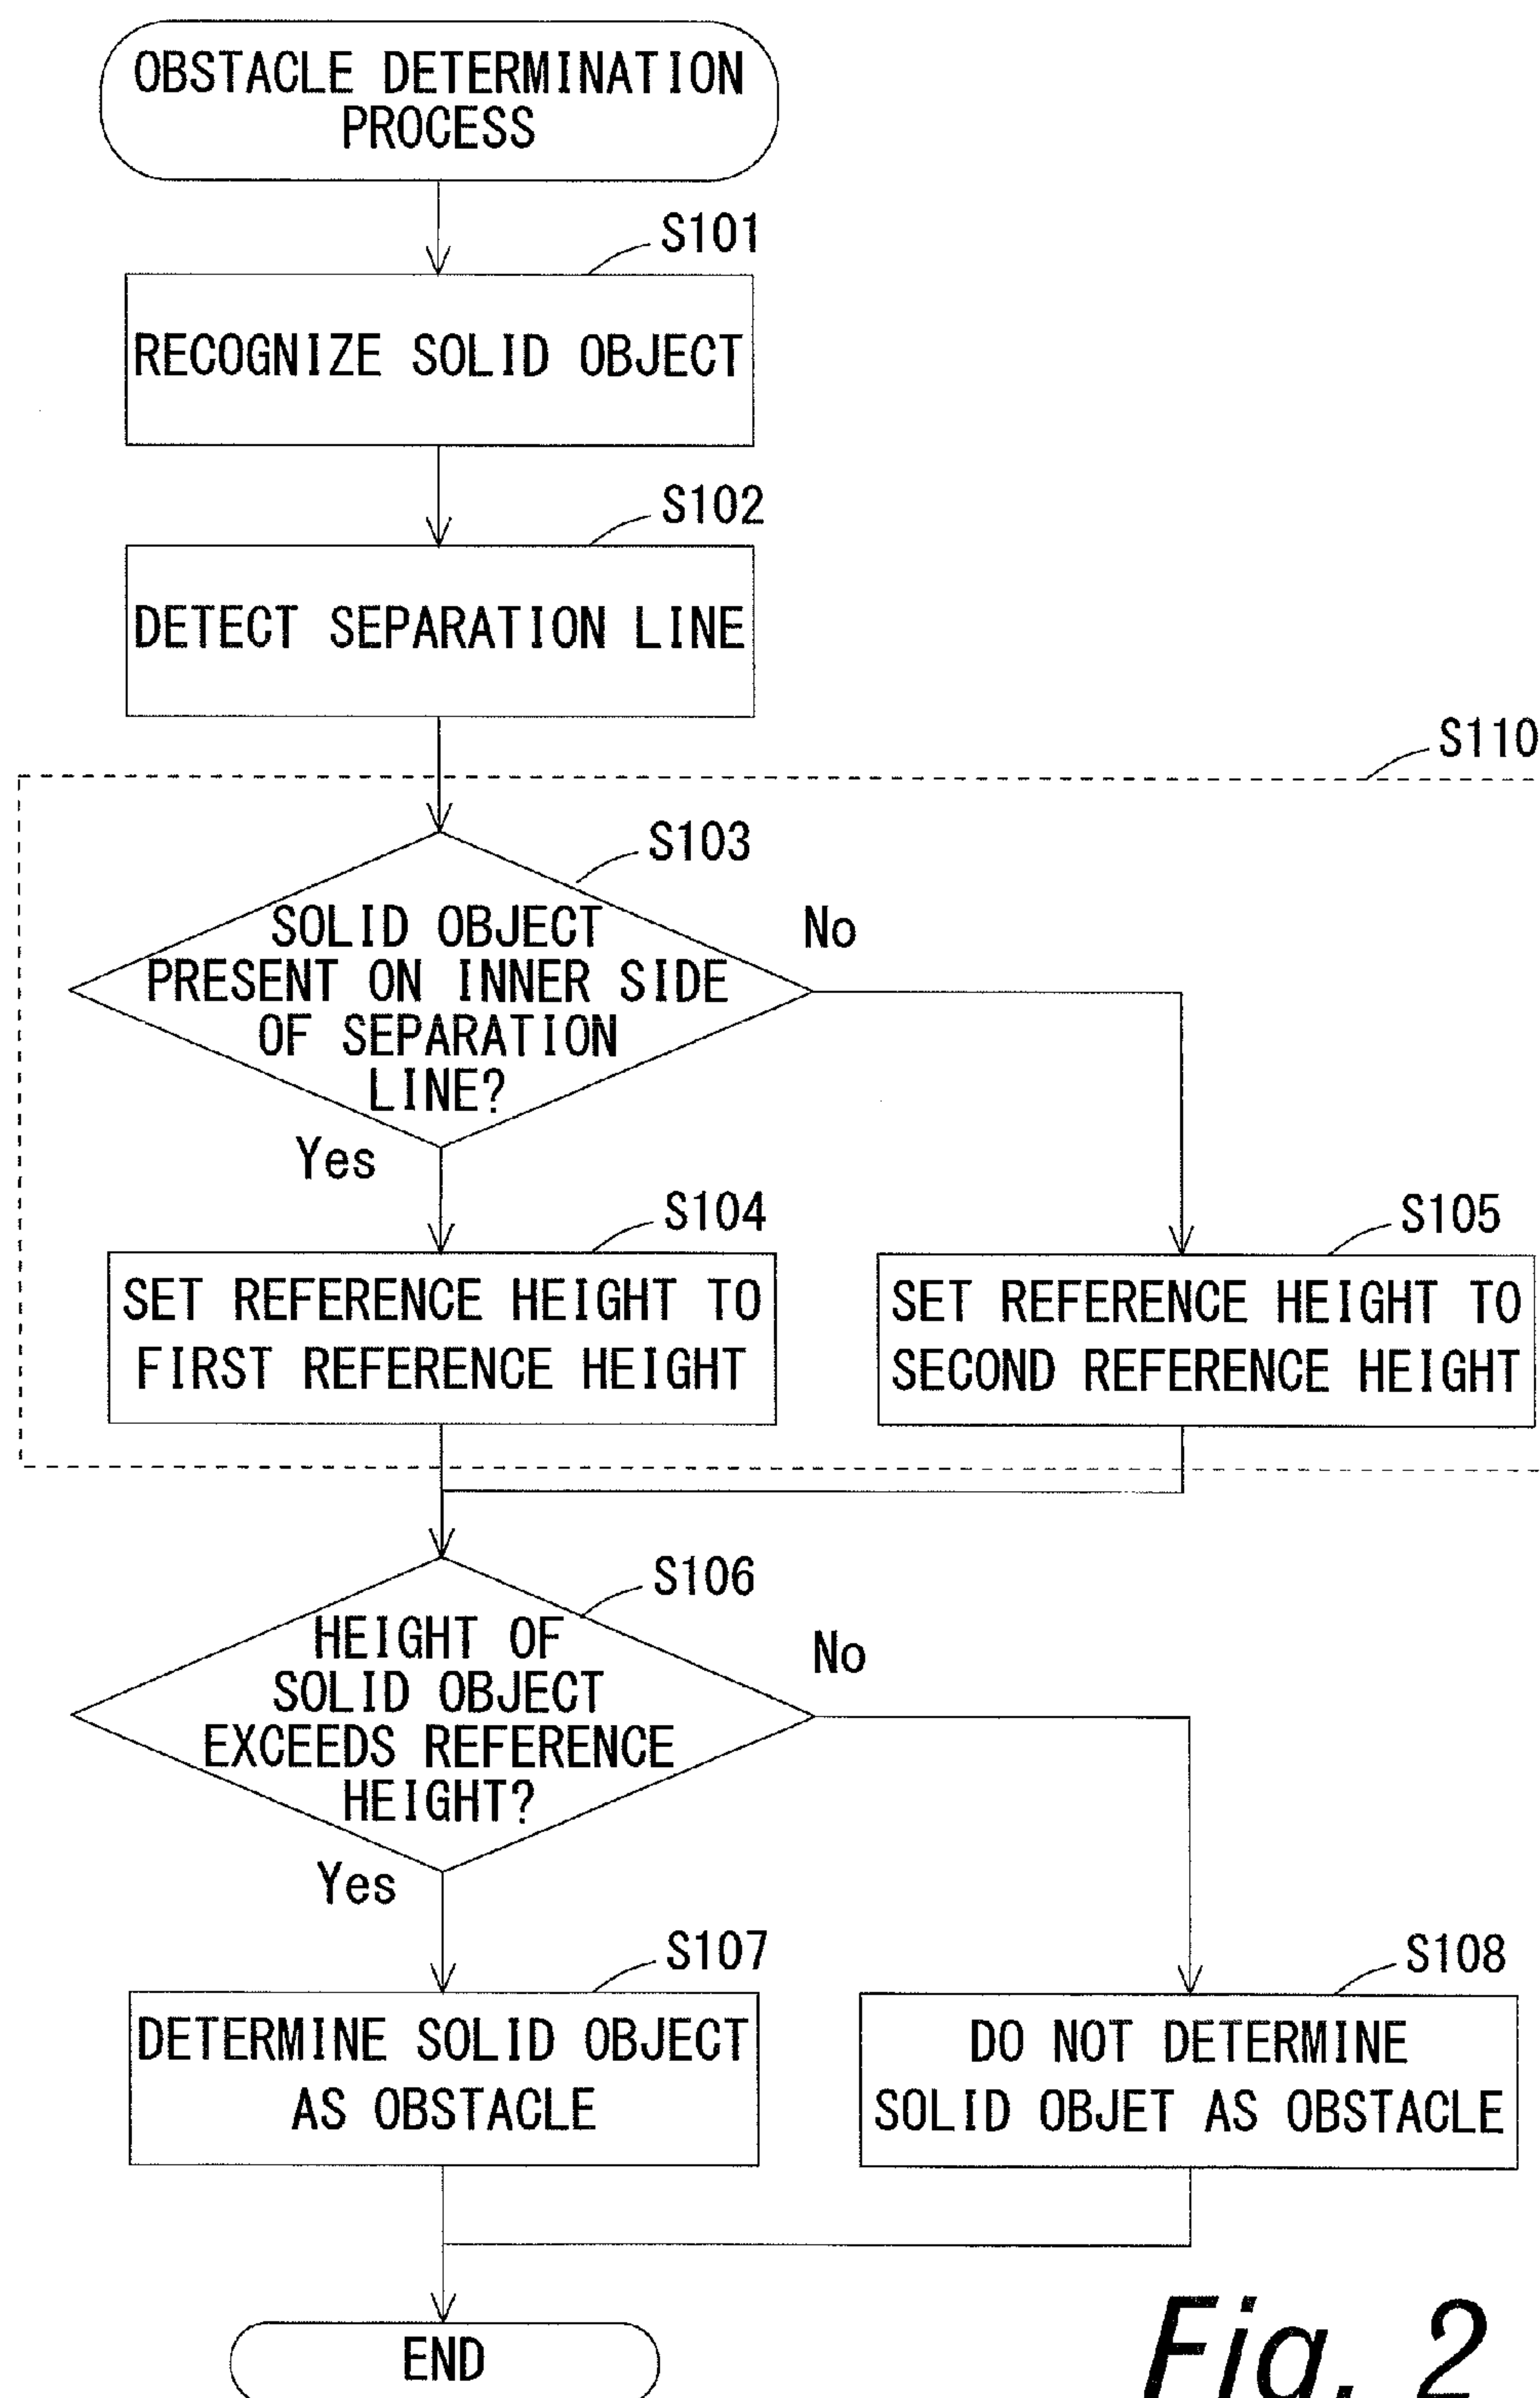 OBSTACLE DETERMINATION
PROCESS
S101
RECOGNIZE SOLID OBJECT
S102
DETECT SEPARATION LINE
S110
S103
SOLID OBJECT
PRESENT ON INNER SIDE
OF SEPARATION
LINE?
No
Yes
S104
SET REFERENCE HEIGHT TO
FIRST REFERENCE HEIGHT
S105
SET REFERENCE HEIGHT TO
SECOND REFERENCE HEIGHT
S106
HEIGHT OF
SOLID OBJECT
EXCEEDS REFERENCE
HEIGHT?
No
Yes
S107
DETERMINE SOLID OBJECT
AS OBSTACLE
S108
DO NOT DETERMINE
SOLID OBJET AS OBSTACLE
END
Fig. 2